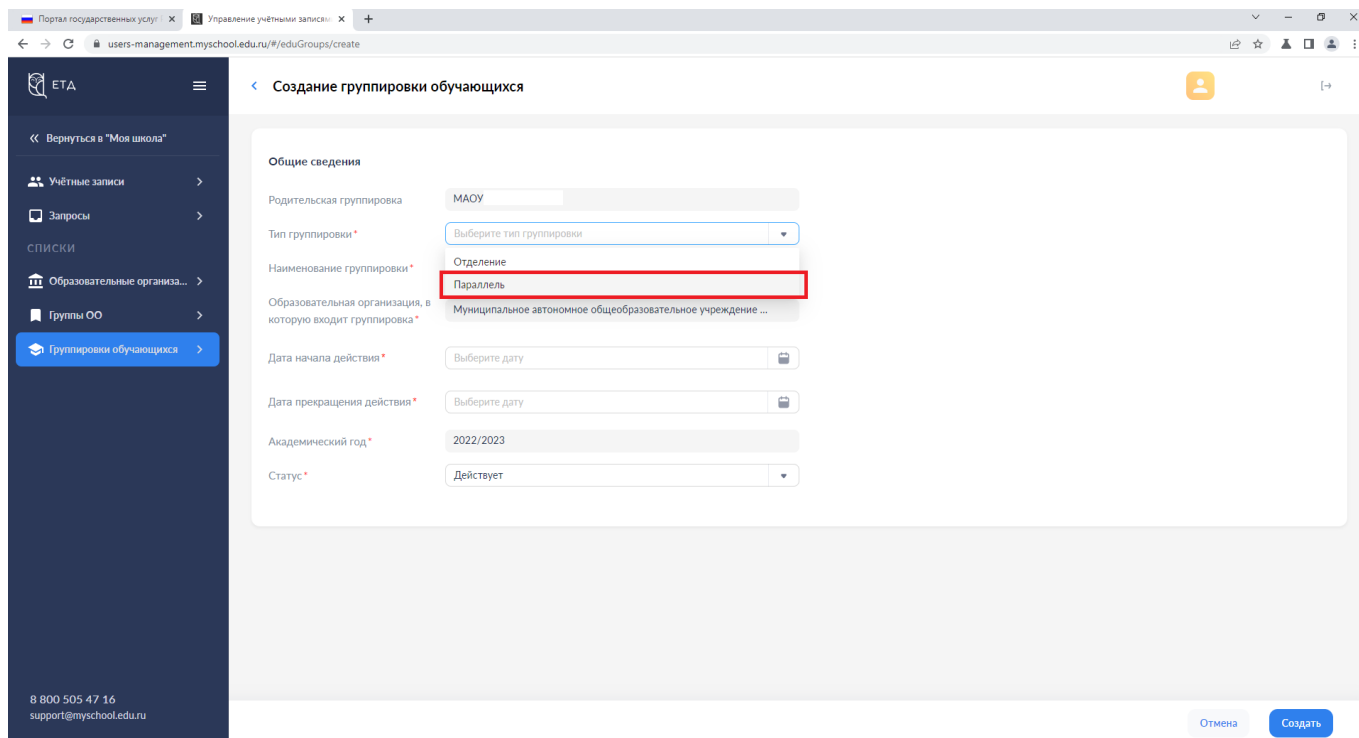 Портал государственных услуг
Управление учётными записям
users-management.myschool.edu.ru/#/eduGroups/create
ЕТА
Создание группировки обучающихся
Вернуться в "Моя школа"
Учётные записи
Запросы
СПИСКИ
Образовательные организа...
Группы ОО
Группировки обучающихся
8 800 505 47 16
support@myschool.edu.ru
Общие сведения
Родительская группировка
МАОУ
Тип группировки*
Выберите тип группировки
Отделение
Наименование группировки*
Параллель
Образовательная организация, в
которую входит группировка*
Муниципальное автономное общеобразовательное учреждение ...
Дата начала действия*
Выберите дату
Дата прекращения действия*
Выберите дату
Академический год*
2022/2023
Статус*
Действует
Отмена
Создать